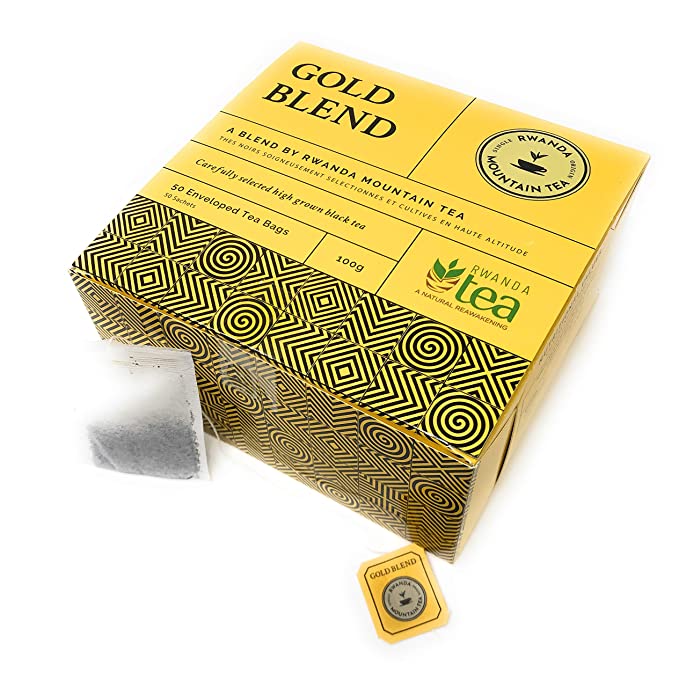 GOLD
BLEND
A BLEND BY RWANDA MOUNTAIN TEA
THES NOIRS SOIGNEUSEMENT SELECTIONNES ET CULTIVES EN HAUTE ALTITUDE
Carefully selected high grown black tea
50 Enveloped Tea Bags
50 Sachets
100g
SINGLE
RWANDA
MOUNTAIN TEA
ORIGIN
RWANDA
tea
A NATURAL REAWAKENING
GOLD BLEND
RWANDA
MOUNTAIN TEA